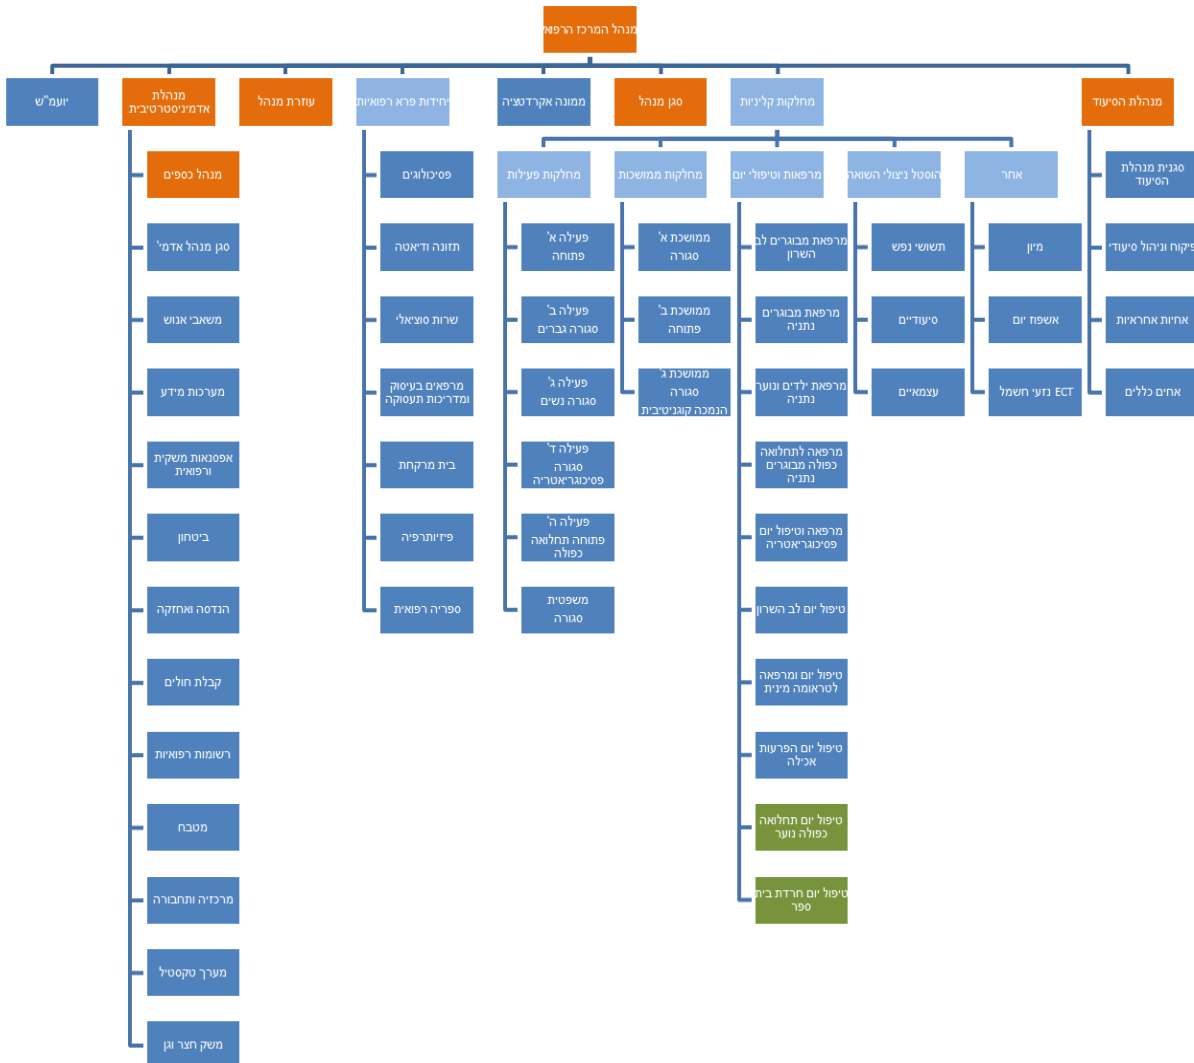 מנהל המרכז הרפואי
מנהלת הסיעוד
מחלקות קליניות
סגן מנהל
ממונה אקרדטציה
יחידות פרא רפואיות
עוזרת מנהל
מנהלת
אדמיניסטרטיבית
יועמ"ש
סגנית מנהלת
הסיעוד
פיקוח וניהול סיעודי
אחיות אחראיות
אחים כללים
אחר
מיון
אשפוז יום
ECT נזעי חשמל
הוסטל ניצולי השואה
תשושי נפש
סיעודיים
עצמאיים
מרפאות וטיפולי יום
מרפאת מבוגרים לב
השרון
מרפאת מבוגרים
נתניה
מרפאת ילדים ונוער
נתניה
מרפאה לתחלואה
כפולה מבוגרים
נתניה
מרפאה וטיפול יום
פסיכוגריאטריה
טיפול יום לב השרון
טיפול יום ומרפאה
לטראומה מינית
טיפול יום הפרעות
אכילה
טיפול יום תחלואה
כפולה נוער
טיפול יום חרדת בית
ספר
מחלקות ממושכות
ממושכת א'
סגורה
ממושכת ב'
פתוחה
ממושכת ג'
סגורה
הנמכה קוגניטיבית
מחלקות פעילות
פעילה א'
פתוחה
פעילה ב'
סגורה גברים
פעילה ג'
סגורה נשים
פעילה ד'
סגורה
פסיכוגריאטריה
פעילה ה'
פתוחה תחלואה
כפולה
משפטית
סגורה
פסיכולוגים
תזונה ודיאטה
שרות סוציאלי
מרפאים בעיסוק
ומדריכות תעסוקה
בית מרקחת
פיזיותרפיה
ספריה רפואית
מנהל כספים
סגן מנהל אדמי'
משאבי אנוש
מערכות מידע
אפסנאות משקית
ורפואית
ביטחון
הנדסה ואחזקה
קבלת חולים
רשומות רפואיות
מטבח
מרכזיה ותחבורה
מערך טקסטיל
משק חצר וגן